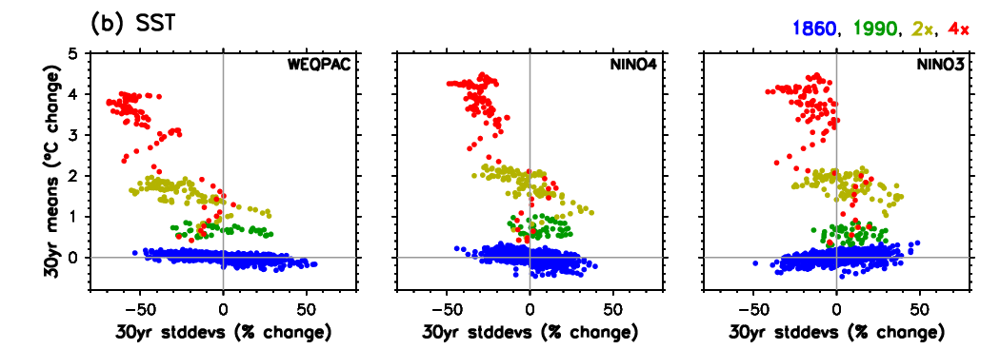 (b) SST
1860, 1990, 2x, 4x
WEQPAC
NINO4
NINO3
30yr means (°C change)
5
4
3
2
1
0
−50 0 50
−50 0 50
−50 0 50
30yr stddevs (% change)
30yr stddevs (% change)
30yr stddevs (% change)